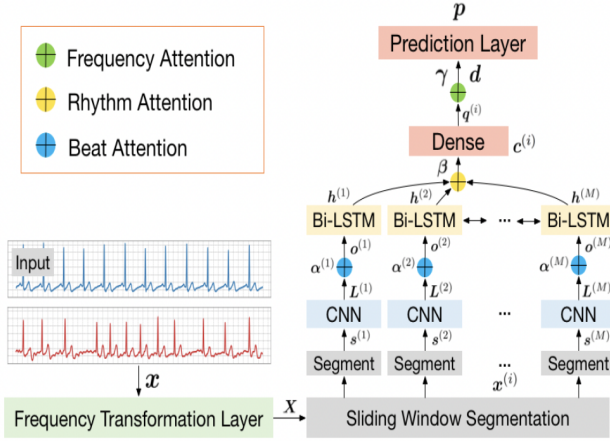 p
Prediction Layer
γ d
q^(i)
Dense c^(i)
β
Frequency Attention
Rhythm Attention
Beat Attention
h^(1) h^(2) h^(M)
Bi-LSTM Bi-LSTM ... Bi-LSTM
α^(1) o^(1) α^(2) o^(2) α^(M) o^(M)
L^(1) L^(2) L^(M)
CNN CNN ... CNN
s^(1) s^(2) s^(M)
Segment Segment ... Segment
x^(i)
Input
x
Frequency Transformation Layer
X
Sliding Window Segmentation